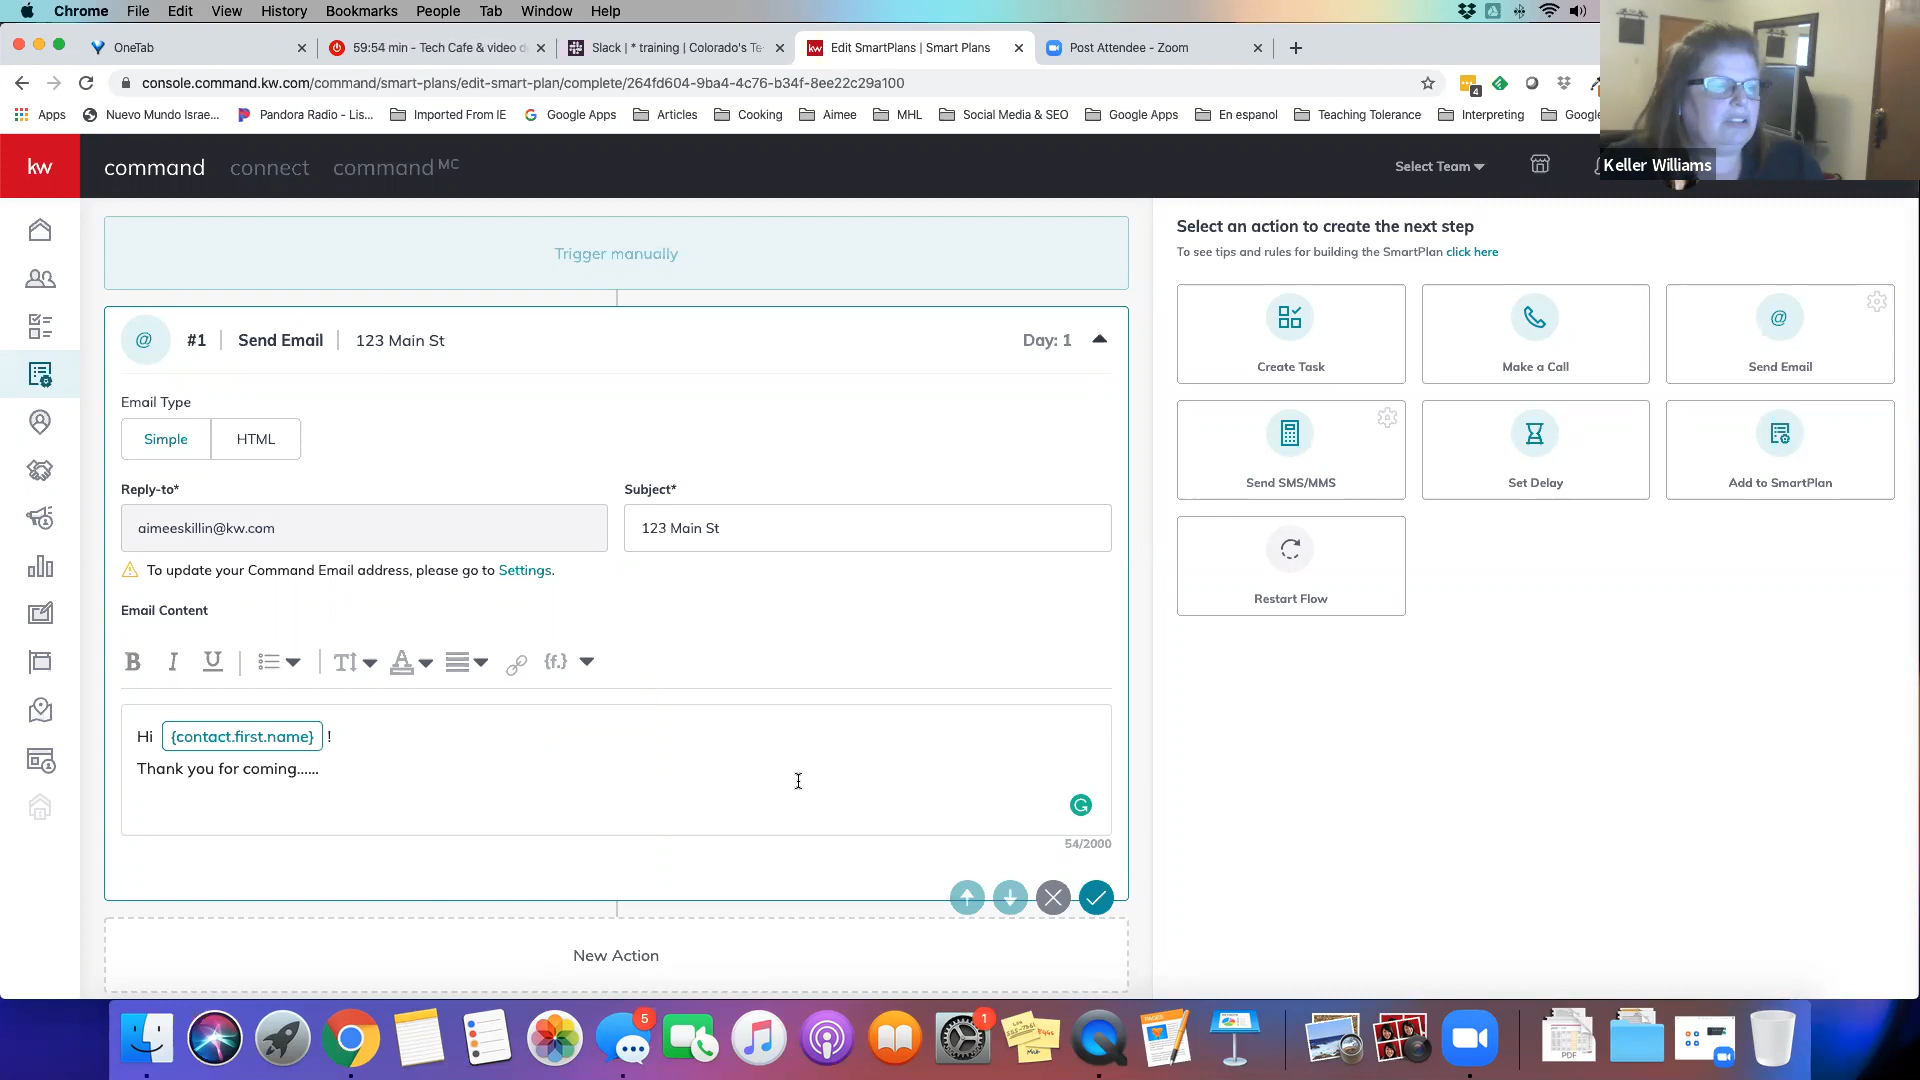 Chrome File Edit View History Bookmarks People Tab Window Help
OneTab
59:54 min - Tech Cafe & video d
Slack | * training | Colorado's Te
kw Edit SmartPlans | Smart Plans
Post Attendee - Zoom
console.command.kw.com/command/smart-plans/edit-smart-plan/complete/264fd604-9ba4-4c76-b34f-8ee22c29a100
4
Apps Nuevo Mundo Israe... Pandora Radio - Lis... Imported From IE Google Apps Articles Cooking Aimee MHL Social Media & SEO Google Apps En espanol Teaching Tolerance Interpreting Google
kw command connect command MC
Select Team
Keller Williams
Trigger manually
@ #1 Send Email 123 Main St
Day: 1
Email Type
Simple HTML
Reply-to*
aimeeskillin@kw.com
Subject*
123 Main St
To update your Command Email address, please go to Settings.
Email Content
B I U TI A {f.}
Hi {contact.first.name} !
Thank you for coming......
54/2000
New Action
Select an action to create the next step
To see tips and rules for building the SmartPlan click here
Create Task
Make a Call
@
Send Email
Send SMS/MMS
Set Delay
Add to SmartPlan
Restart Flow
5
1
PAGES
PDF